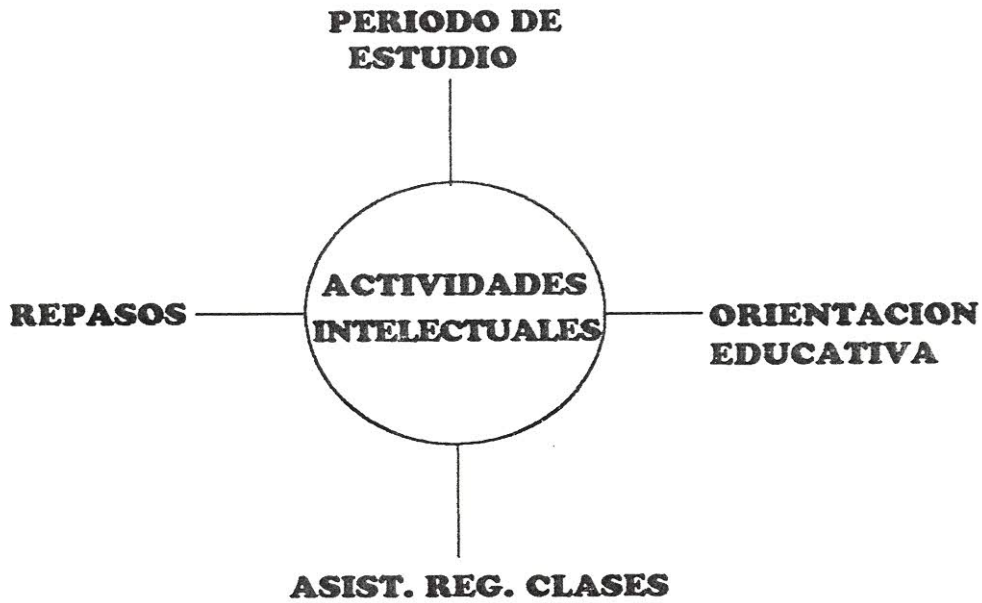 PERIODO DE
ESTUDIO
ACTIVIDADES
INTELECTUALES
REPASOS
ORIENTACION
EDUCATIVA
ASIST. REG. CLASES